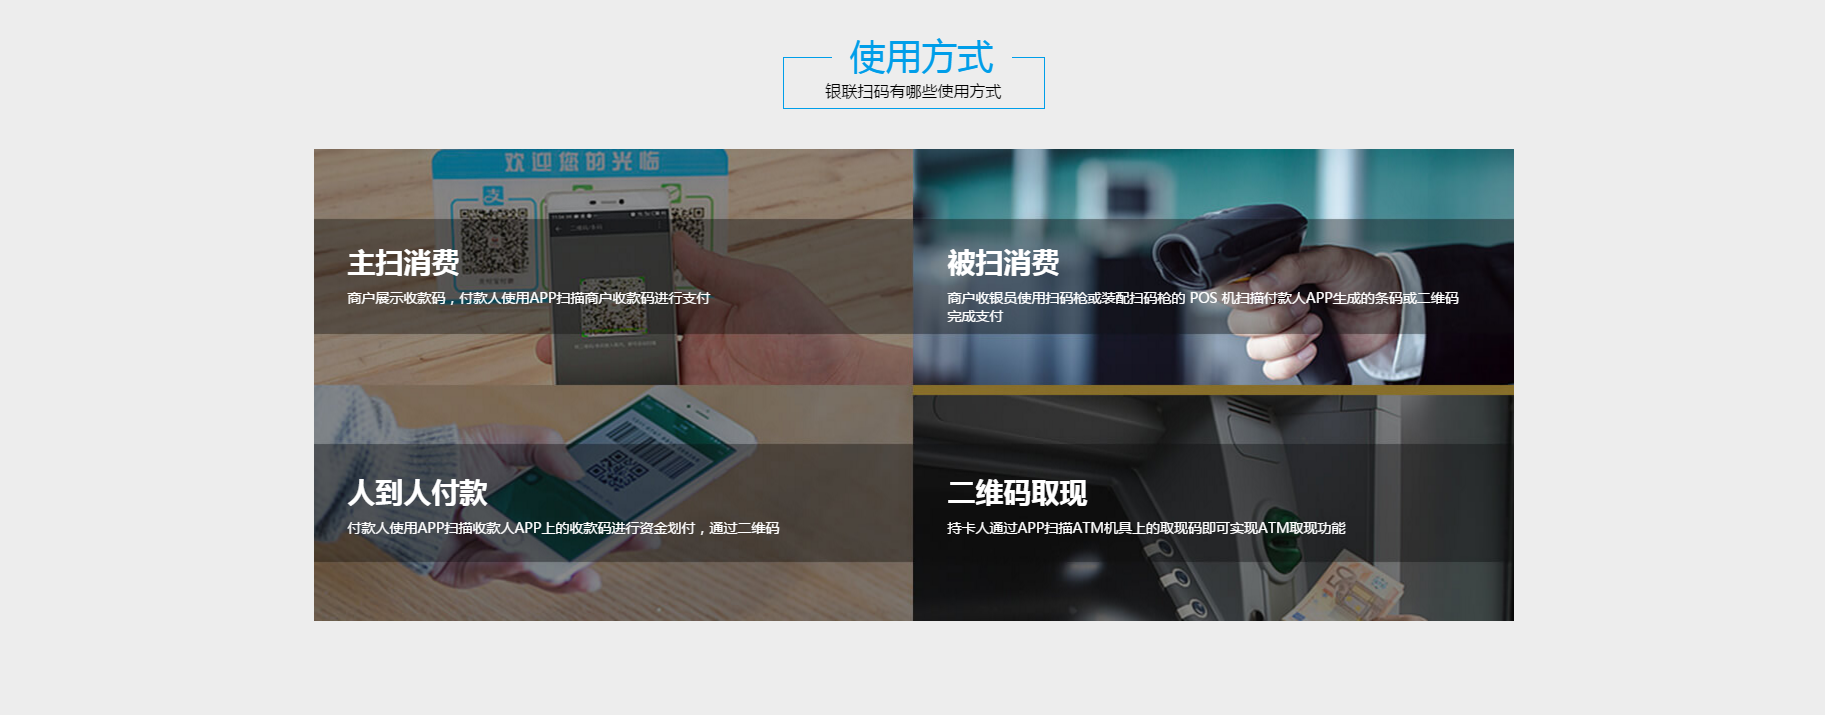 使用方式
银联扫码有哪些使用方式
欢迎您的光临
支
主扫消费
商户展示收款码，付款人使用APP扫描商户收款码进行支付
被扫消费
商户收银员使用扫码枪或装配扫码枪的 POS 机扫描付款人APP生成的条码或二维码
完成支付
人到人付款
付款人使用APP扫描收款人APP上的收款码进行资金划付，通过二维码
二维码取现
持卡人通过APP扫描ATM机具上的取现码即可实现ATM取现功能
50